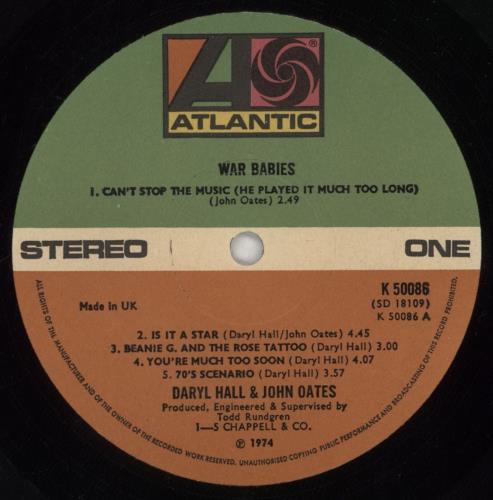 ATLANTIC
WAR BABIES
1. CAN'T STOP THE MUSIC (HE PLAYED IT MUCH TOO LONG)
(John Oates) 2.49
STEREO ONE
K 50086
(SD 18109)
K 50086 A
Made in UK
2. IS IT A STAR (Daryl Hall/John Oates) 4.45
3. BEANIE G. AND THE ROSE TATTOO (Daryl Hall) 3.00
4. YOU'RE MUCH TOO SOON (Daryl Hall) 4.07
5. 70'S SCENARIO (Daryl Hall) 3.57
DARYL HALL & JOHN OATES
Produced, Engineered & Supervised by
Todd Rundgren
1—5 CHAPPELL & CO.
℗ 1974
ALL RIGHTS OF THE MANUFACTURER AND OF THE OWNER OF THE RECORDED WORK RESERVED. UNAUTHORISED COPYING PUBLIC PERFORMANCE AND BROADCASTING OF THIS RECORD PROHIBITED.